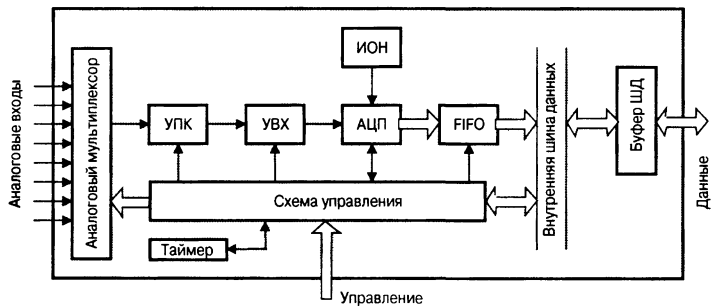 Аналоговые входы
Аналоговый мультиплексор
ИОН
УПК
УВХ
АЦП
FIFO
Схема управления
Таймер
Управление
Внутренняя шина данных
Буфер ШД
Данные